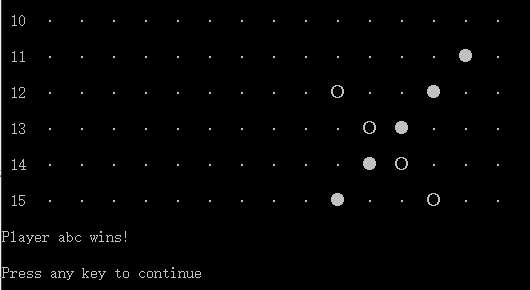 10 . . . . . . . . . . . . . . .
11 . . . . . . . . . . . . . ● .
12 . . . . . . . . . ○ . . ● . .
13 . . . . . . . . . . ○ ● . . .
14 . . . . . . . . . . ● ○ . . .
15 . . . . . . . . . ● . . ○ . .
Player abc wins!
Press any key to continue